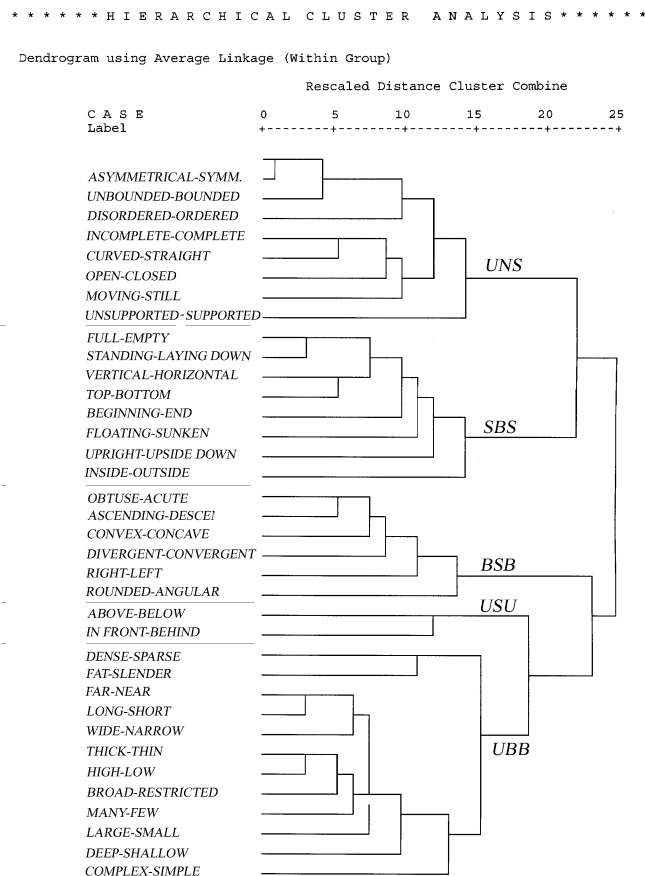 * * * * * * H I E R A R C H I C A L C L U S T E R A N A L Y S I S * * * * * *
Dendrogram using Average Linkage (Within Group)
Rescaled Distance Cluster Combine
C A S E 0 5 10 15 20 25
Label +---------+---------+---------+---------+---------+
ASYMMETRICAL-SYMM.
UNBOUNDED-BOUNDED
DISORDERED-ORDERED
INCOMPLETE-COMPLETE
CURVED-STRAIGHT
UNS
OPEN-CLOSED
MOVING-STILL
UNSUPPORTED-SUPPORTED
FULL-EMPTY
STANDING-LAYING DOWN
VERTICAL-HORIZONTAL
TOP-BOTTOM
BEGINNING-END
SBS
FLOATING-SUNKEN
UPRIGHT-UPSIDE DOWN
INSIDE-OUTSIDE
OBTUSE-ACUTE
ASCENDING-DESCEI
CONVEX-CONCAVE
DIVERGENT-CONVERGENT
BSB
RIGHT-LEFT
ROUNDED-ANGULAR
USU
ABOVE-BELOW
IN FRONT-BEHIND
DENSE-SPARSE
FAT-SLENDER
FAR-NEAR
LONG-SHORT
WIDE-NARROW
UBB
THICK-THIN
HIGH-LOW
BROAD-RESTRICTED
MANY-FEW
LARGE-SMALL
DEEP-SHALLOW
COMPLEX-SIMPLE